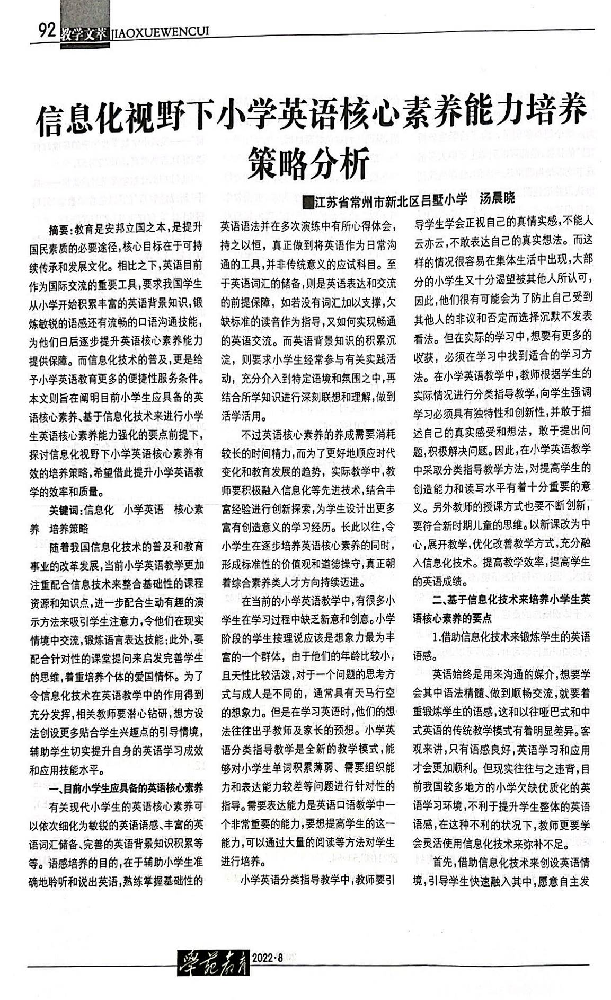 92 教学文萃 JIAOXUEWENCUI
信息化视野下小学英语核心素养能力培养
策略分析
■江苏省常州市新北区吕墅小学 汤晨晓
摘要:教育是安邦立国之本,是提升
国民素质的必要途径,核心目标在于可持
续传承和发展文化。相比之下,英语目前
作为国际交流的重要工具,要求我国学生
从小学开始积累丰富的英语背景知识,锻
炼敏锐的语感还有流畅的口语沟通技能,
为他们日后逐步提升英语核心素养能力
提供保障。而信息化技术的普及,更是给
予小学英语教育更多的便捷性服务条件。
本文则旨在阐明目前小学生应具备的英
语核心素养、基于信息化技术来进行小学
生英语核心素养能力强化的要点前提下,
探讨信息化视野下小学英语核心素养有
效的培养策略,希望借此提升小学英语教
学的效率和质量。
关键词:信息化 小学英语 核心素
养 培养策略
随着我国信息化技术的普及和教育
事业的改革发展,当前小学英语教学更加
注重配合信息技术来整合基础性的课程
资源和知识点,进一步配合生动有趣的演
示方法来吸引学生注意力,令他们在现实
情境中交流,锻炼语言表达技能;此外,要
配合针对性的课堂提问来启发完善学生
的思维,着重培养个体的爱国情怀。为了
令信息化技术在英语教学中的作用得到
充分发挥,相关教师要潜心钻研,想方设
法创设更多贴合学生兴趣点的引导情境,
辅助学生切实提升自身的英语学习成效
和应用技能水平。
一、目前小学生应具备的英语核心素养
有关现代小学生的英语核心素养可
以依次细化为敏锐的英语语感、丰富的英
语词汇储备、完善的英语背景知识积累等
等。语感培养的目的,在于辅助小学生准
确地聆听和说出英语,熟练掌握基础性的
英语语法并在多次演练中有所心得体会,
持之以恒，真正做到将英语作为日常沟
通的工具,并非传统意义的应试科目。至
于英语词汇的储备,则是英语表达和交流
的前提保障，如若没有词汇加以支撑,欠
缺标准的读音作为指导,又如何实现畅通
的英语交流。而英语背景知识的积累沉
淀，则要求小学生经常参与有关实践活
动，充分介入到特定语境和氛围之中,再
结合所学知识进行深刻联想和理解,做到
活学活用。
不过英语核心素养的养成需要消耗
较长的时间精力,而为了更好地顺应时代
变化和教育发展的趋势，实际教学中,教
师要积极融入信息化等先进技术,结合丰
富经验进行创新探索,为学生设计出更多
富有创造意义的学习经历。长此以往,令
小学生在逐步培养英语核心素养的同时,
形成标准性的价值观和道德操守,真正朝
着综合素养类人才方向持续迈进。
在当前的小学英语教学中,有很多小
学生在学习过程中缺乏新意和创意。小学
阶段的学生按理说应该是想象力最为丰
富的一个群体，由于他们的年龄比较小,
且天性比较活泼,对于一个问题的思考方
式与成人是不同的，通常具有天马行空
的想象力。但是在学习英语时,他们的想
法往往出乎教师及家长的预想。小学英
语分类指导教学是全新的教学模式,能
够对小学生单词积累薄弱、需要组织能
力和表达能力较差等问题进行针对性的
指导。需要表达能力是英语口语教学中一
个非常重要的能力,要想提高学生的这一
能力,可以通过大量的阅读等方法对学生
进行培养。
小学英语分类指导教学中,教师要引
导学生学会正视自己的真情实感,不能人
云亦云,不敢表达自己的真实想法。而这
样的情况很容易在集体生活中出现,大部
分的小学生又十分渴望被其他人所认可,
因此,他们很有可能会为了防止自己受到
其他人的非议和否定而选择沉默不发表
看法。但在实际的学习中,想要有更多的
收获，必须在学习中找到适合的学习方
法。在小学英语教学中,教师根据学生的
实际情况进行分类指导教学,向学生强调
学习必须具有独特性和创新性,并敢于描
述自己的真实感受和想法，敢于提出问
题,积极解决问题。因此,在小学英语教学
中采取分类指导教学方法,对提高学生的
创造能力和读写水平有着十分重要的意
义。另外教师的授课方式也要不断创新,
要符合新时期儿童的思维。以新课改为中
心,展开教学,优化改善教学方式,充分融
入信息化技术。提高教学效率,提高学生
的英语成绩。
二、基于信息化技术来培养小学生英
语核心素养的要点
1.借助信息化技术来锻炼学生的英语
语感。
英语始终是用来沟通的媒介,想要学
会其中语法精髓、做到顺畅交流,就要着
重锻炼学生的语感,这和以往哑巴式和中
式英语的传统教学模式有着明显差异。客
观来讲,只有语感良好,英语学习和应用
才会更加顺利。但现实往往与之违背,目
前我国较多地方的小学欠缺优质化的英
语学习环境,不利于提升学生整体的英语
语感,在这种不利的状况下,教师更要学
会灵活使用信息化技术来弥补不足。
首先,借助信息化技术来创设英语情
境,引导学生快速融入其中,愿意自主发
學苑教育 2022·8